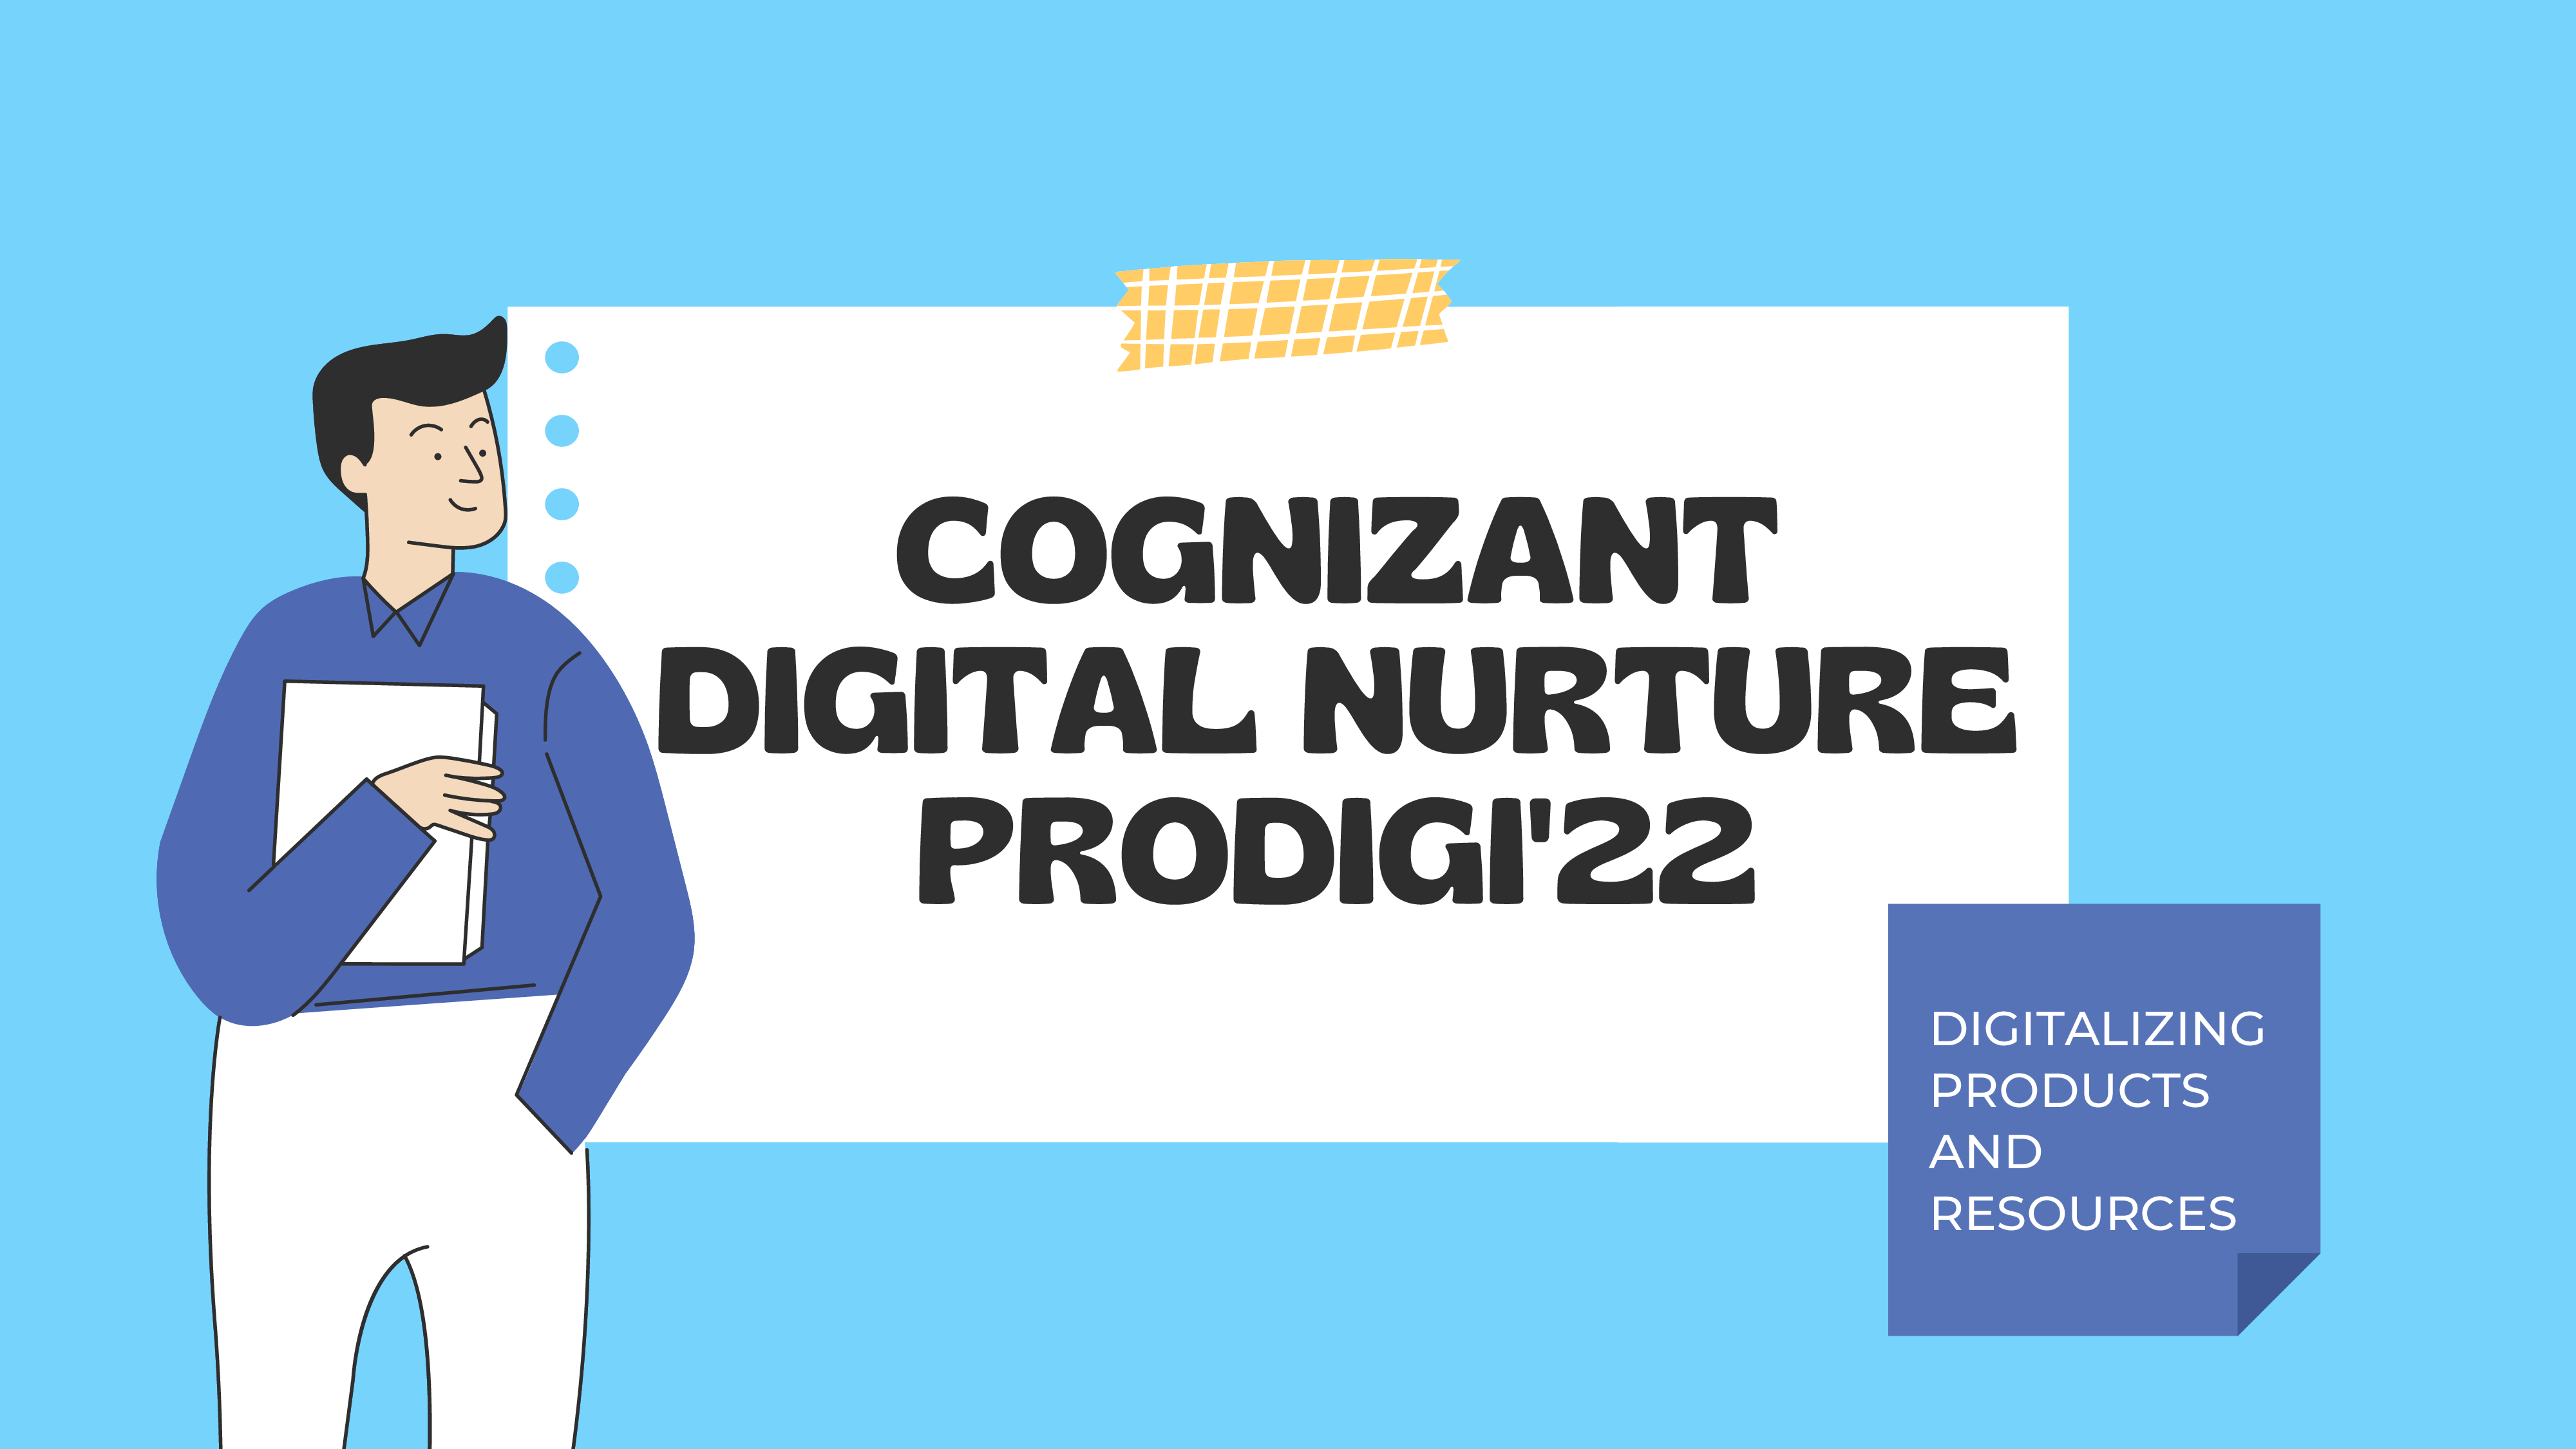 COGNIZANT
DIGITAL NURTURE
PRODIGI'22
DIGITALIZING
PRODUCTS
AND
RESOURCES